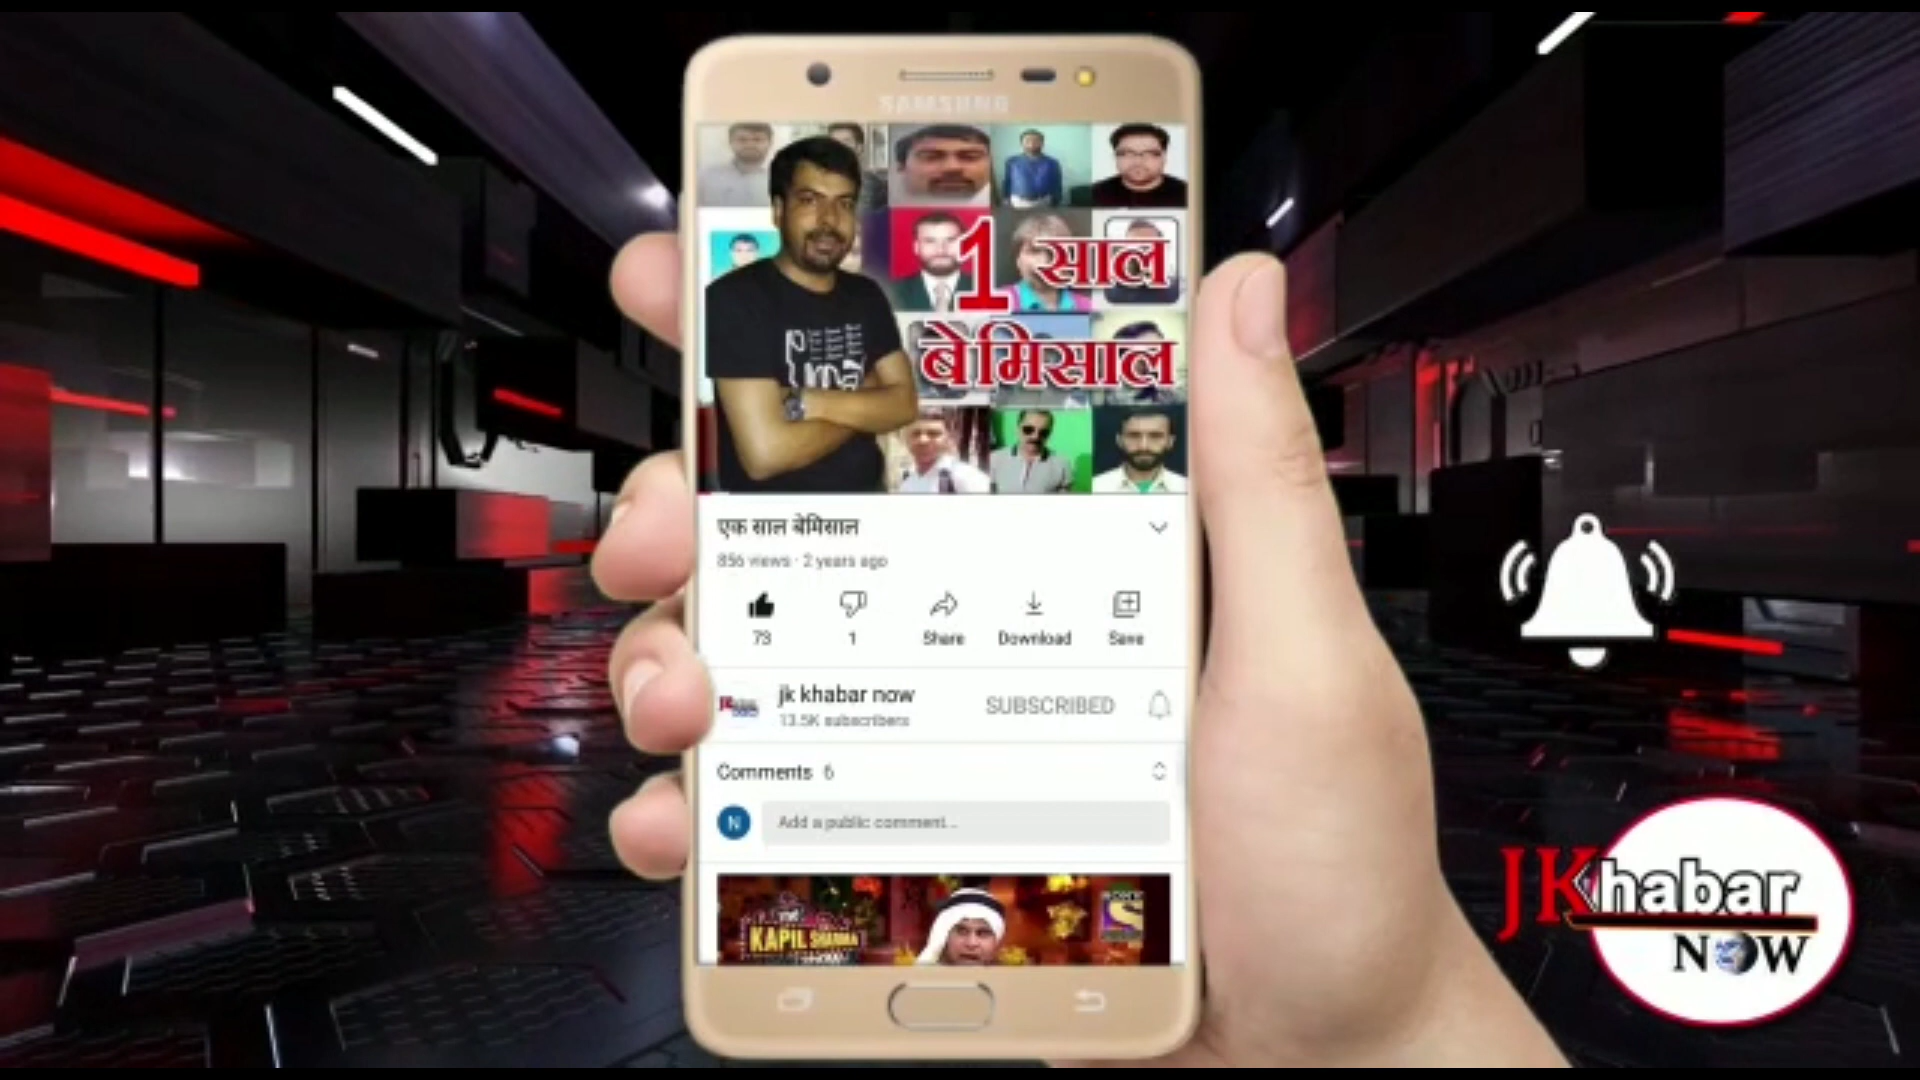 SAMSUNG
1 साल
बेमिसाल
एक साल बेमिसाल
856 views · 2 years ago
73
1
Share
Download
Save
jk khabar now
13.5K subscribers
SUBSCRIBED
Comments 6
N
Add a public comment...
KAPIL SHARMA
JKhabar
NOW